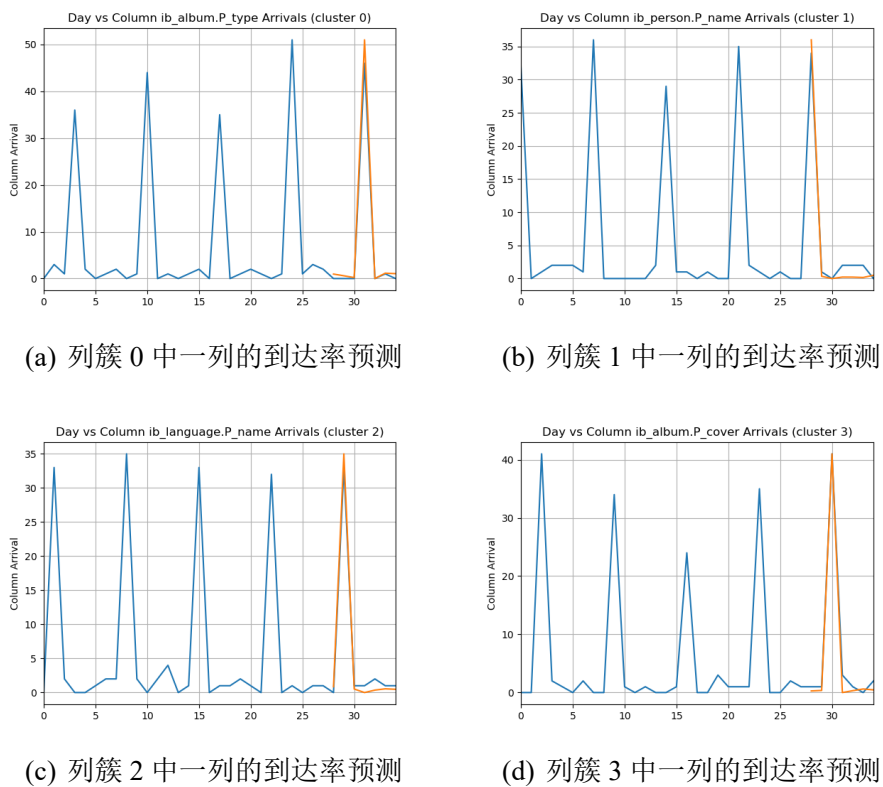 Day vs Column ib_album.P_type Arrivals (cluster 0)
Column Arrival
50
40
30
20
10
0
0 5 10 15 20 25 30
(a) 列簇 0 中一列的到达率预测
Day vs Column ib_person.P_name Arrivals (cluster 1)
Column Arrival
35
30
25
20
15
10
5
0
0 5 10 15 20 25 30
(b) 列簇 1 中一列的到达率预测
Day vs Column ib_language.P_name Arrivals (cluster 2)
Column Arrival
35
30
25
20
15
10
5
0
0 5 10 15 20 25 30
(c) 列簇 2 中一列的到达率预测
Day vs Column ib_album.P_cover Arrivals (cluster 3)
Column Arrival
40
30
20
10
0
0 5 10 15 20 25 30
(d) 列簇 3 中一列的到达率预测